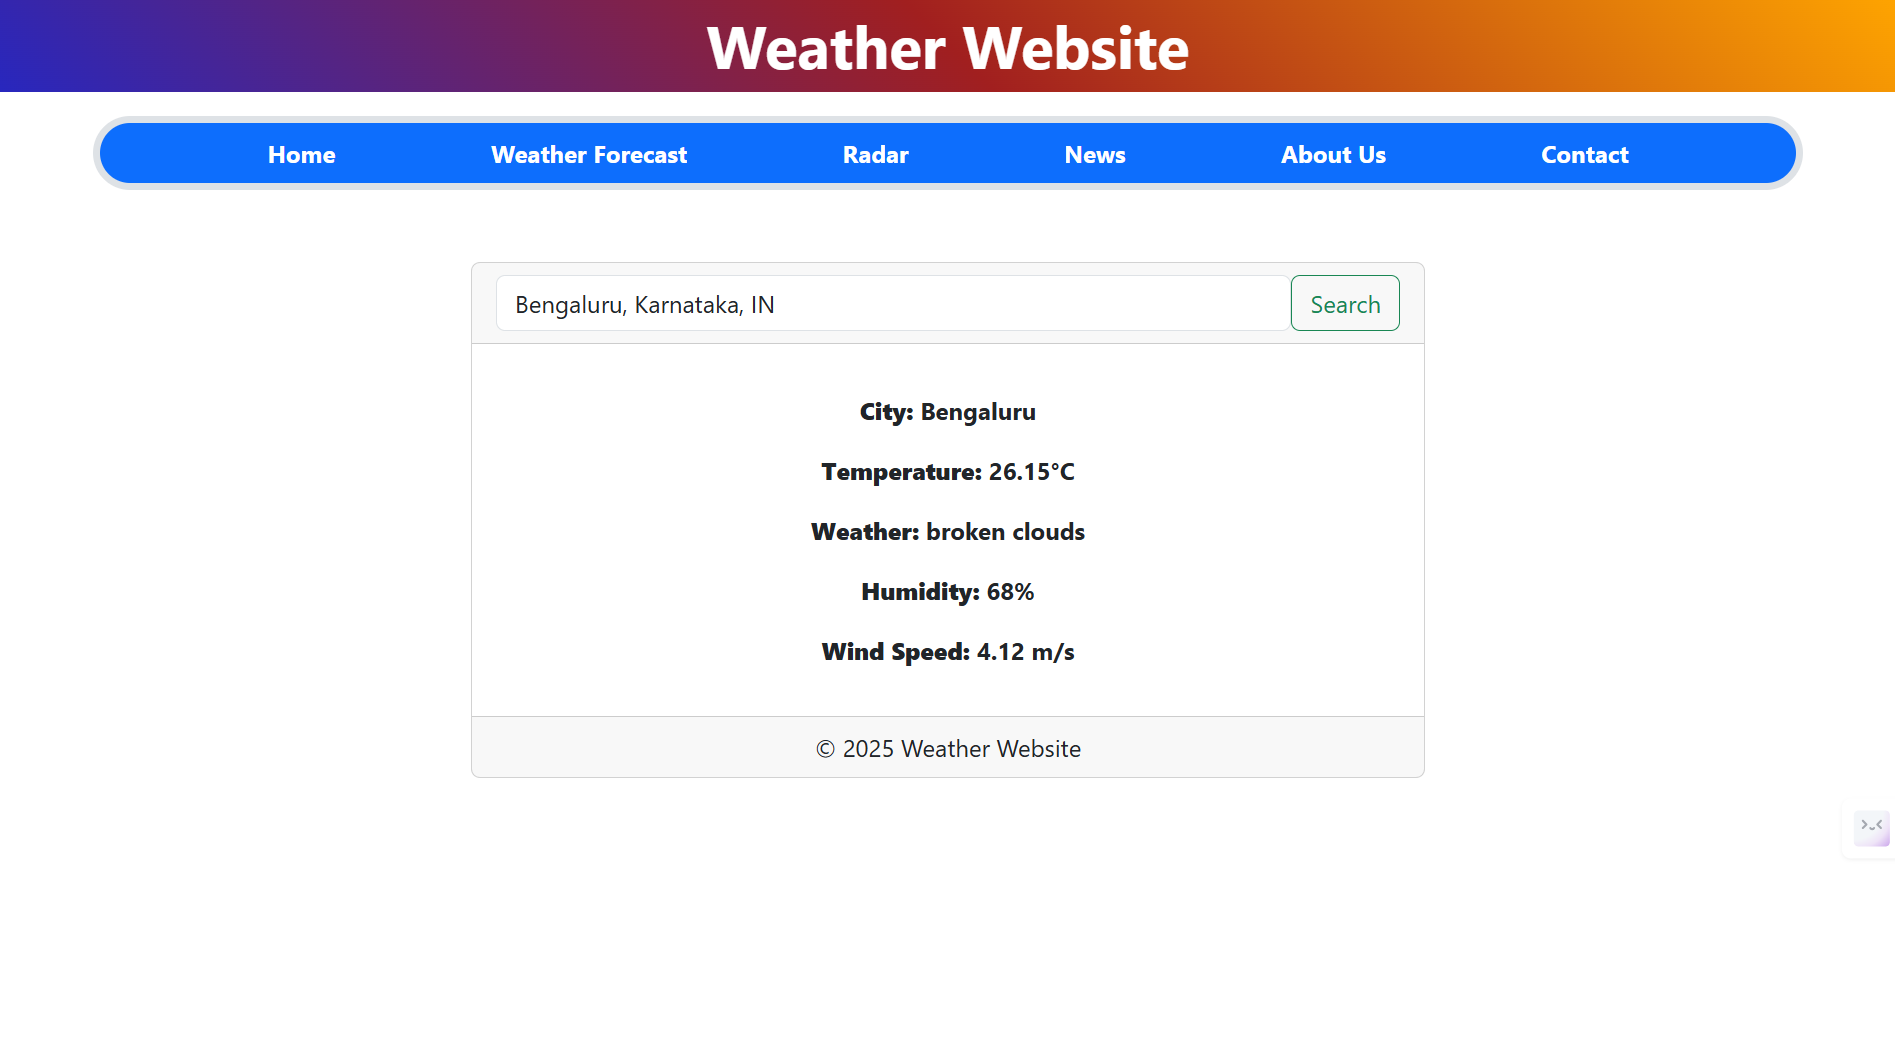 Weather Website
Home Weather Forecast Radar News About Us Contact
Bengaluru, Karnataka, IN Search
City: Bengaluru
Temperature: 26.15°C
Weather: broken clouds
Humidity: 68%
Wind Speed: 4.12 m/s
© 2025 Weather Website